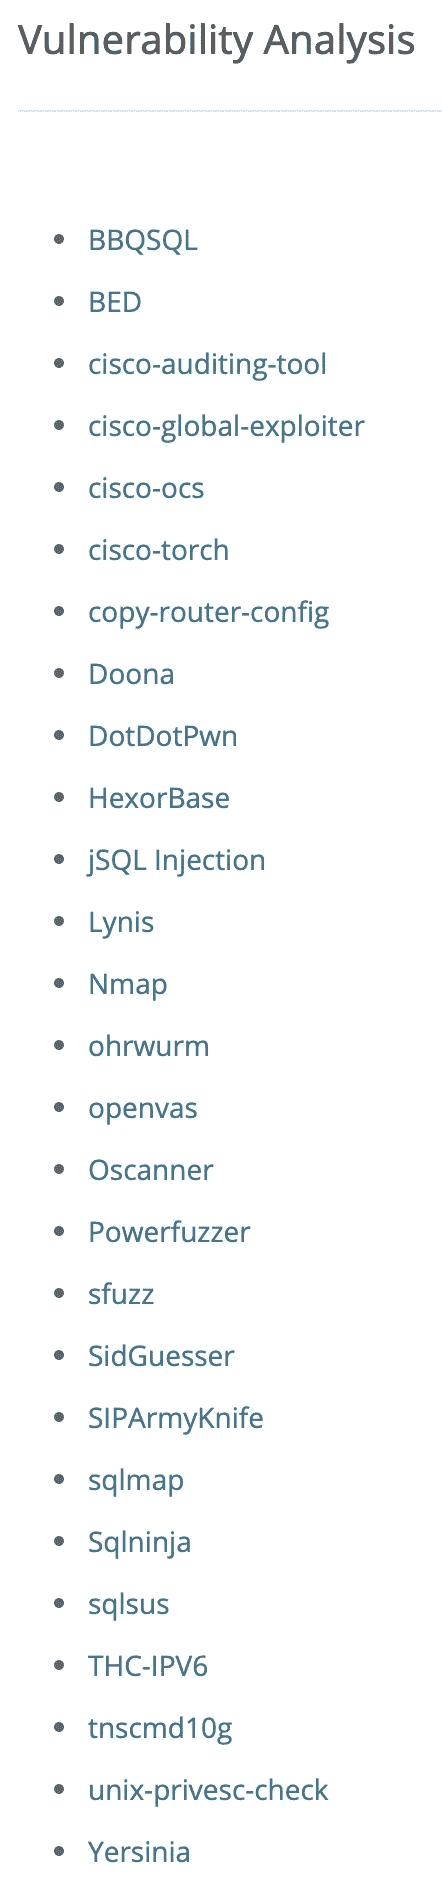 Vulnerability Analysis
BBQSQL
BED
cisco-auditing-tool
cisco-global-exploiter
cisco-ocs
cisco-torch
copy-router-config
Doona
DotDotPwn
HexorBase
jSQL Injection
Lynis
Nmap
ohrwurm
openvas
Oscanner
Powerfuzzer
sfuzz
SidGuesser
SIPArmyKnife
sqlmap
Sqlninja
sqlsus
THC-IPV6
tnscmd10g
unix-privesc-check
Yersinia